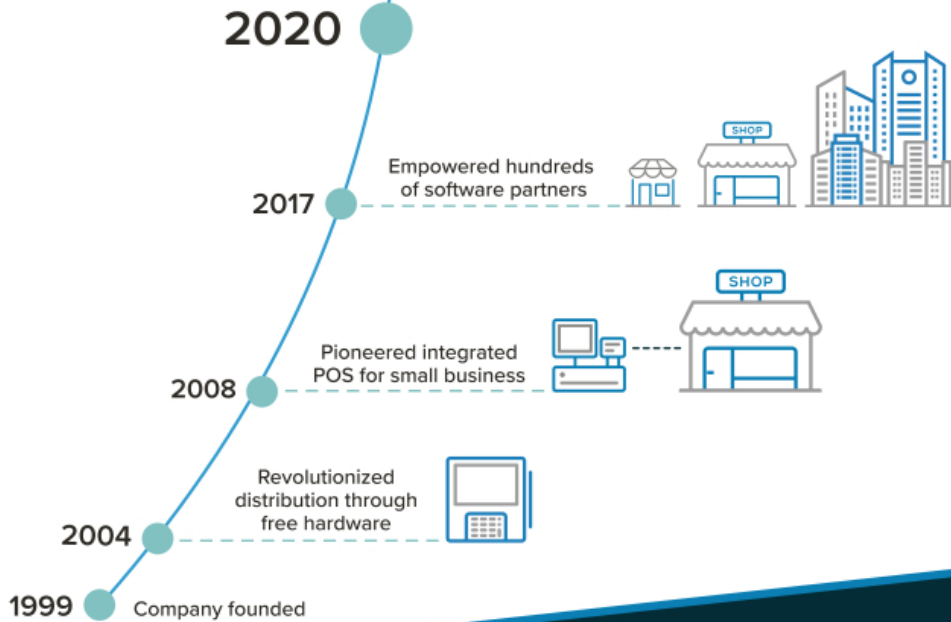 2020
Empowered hundreds
of software partners
SHOP
2017
SHOP
Pioneered integrated
POS for small business
2008
Revolutionized
distribution through
free hardware
2004
1999
Company founded